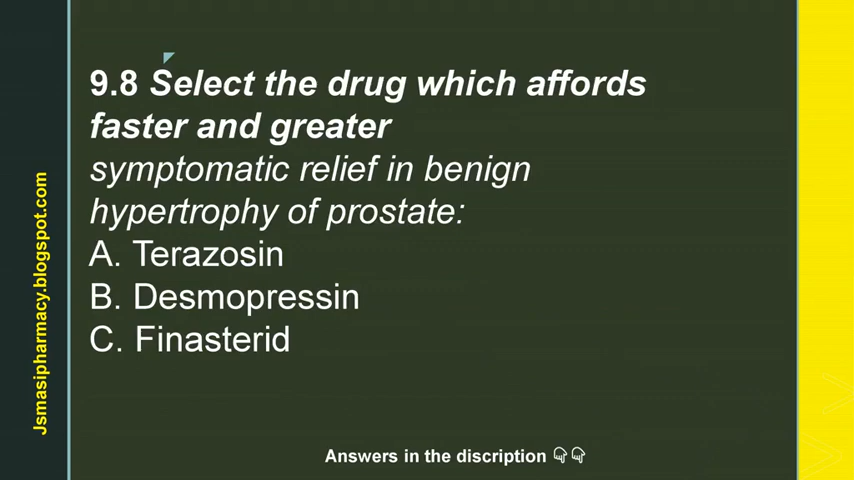 9.8 Select the drug which affords
faster and greater
symptomatic relief in benign
hypertrophy of prostate:
A. Terazosin
B. Desmopressin
C. Finasterid
Jsmasipharmacy.blogspot.com
Answers in the discription 👇👇